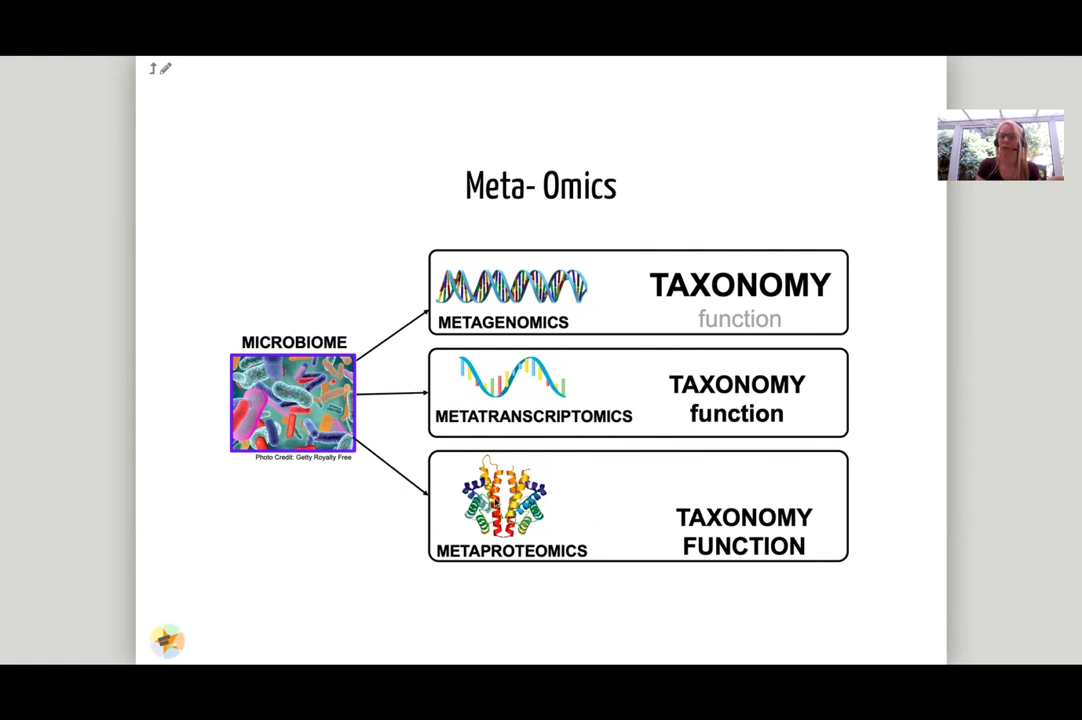 Meta- Omics
TAXONOMY
function
METAGENOMICS
MICROBIOME
TAXONOMY
function
METATRANSCRIPTOMICS
Photo Credit: Getty Royalty Free
TAXONOMY
FUNCTION
METAPROTEOMICS